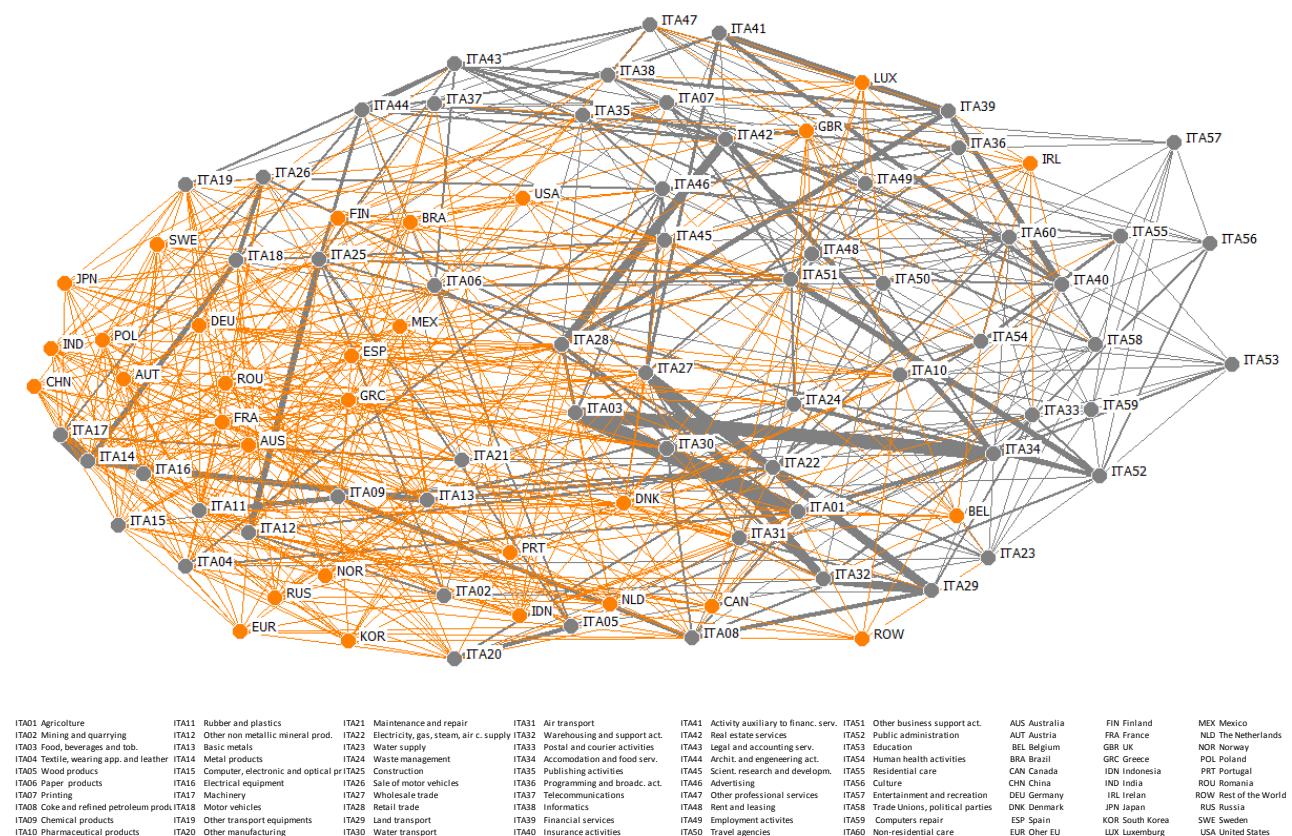 ITA47
ITA41
ITA43
ITA38
LUX
ITA44
ITA37
ITA35
ITA07
ITA39
GBR
ITA42
ITA36
ITA57
IRL
ITA19
ITA26
ITA46
ITA49
USA
FIN
BRA
SWE
ITA45
ITA60
ITA55
ITA56
ITA18
ITA25
ITA48
JPN
ITA06
ITA51
ITA50
ITA40
DEU
MEX
IND
POL
ESP
ITA28
ITA54
ITA58
ITA53
CHN
AUT
ROU
ITA27
ITA10
GRC
ITA24
ITA03
ITA33
ITA59
FRA
ITA17
AUS
ITA30
ITA34
ITA14
ITA16
ITA21
ITA22
ITA52
ITA09
ITA13
DNK
ITA11
ITA01
BEL
ITA15
ITA12
ITA31
PRT
ITA23
ITA04
NOR
ITA32
ITA29
RUS
ITA02
IDN
NLD
CAN
EUR
KOR
ITA05
ITA08
ROW
ITA20
ITA01 Agriculture ITA11 Rubber and plastics ITA21 Maintenance and repair ITA31 Air transport ITA41 Activity auxiliary to financ. serv. ITA51 Other business support act. AUS Australia FIN Finland MEX Mexico
ITA02 Mining and quarrying ITA12 Other non metallic mineral prod. ITA22 Electricity, gas, steam, air c. supply ITA32 Warehousing and support act. ITA42 Real estate services ITA52 Public administration AUT Austria FRA France NLD The Netherlands
ITA03 Food, beverages and tob. ITA13 Basic metals ITA23 Water supply ITA33 Postal and courier activities ITA43 Legal and accounting serv. ITA53 Education BEL Belgium GBR UK NOR Norway
ITA04 Textile, wearing app. and leather ITA14 Metal products ITA24 Waste management ITA34 Accomodation and food serv. ITA44 Archit. and engeneering act. ITA54 Human health activities BRA Brazil GRC Greece POL Poland
ITA05 Wood products ITA15 Computer, electronic and optical pr ITA25 Construction ITA35 Publishing activities ITA45 Scient. research and developm. ITA55 Residential care CAN Canada IDN Indonesia PRT Portugal
ITA06 Paper products ITA16 Electrical equipment ITA26 Sale of motor vehicles ITA36 Programming and broadc. act. ITA46 Advertising ITA56 Culture CHN China IND India ROU Romania
ITA07 Printing ITA17 Machinery ITA27 Wholesale trade ITA37 Telecommunications ITA47 Other professional services ITA57 Entertainment and recreation DEU Germany IRL Irelan ROW Rest of the World
ITA08 Coke and refined petroleum produ ITA18 Motor vehicles ITA28 Retail trade ITA38 Informatics ITA48 Rent and leasing ITA58 Trade Unions, political parties DNK Denmark JPN Japan RUS Russia
ITA09 Chemical products ITA19 Other transport equipments ITA29 Land transport ITA39 Financial services ITA49 Employment activities ITA59 Computers repair ESP Spain KOR South Korea SWE Sweden
ITA10 Pharmaceutical products ITA20 Other manufacturing ITA30 Water transport ITA40 Insurance activities ITA50 Travel agencies ITA60 Non-residential care EUR Oher EU LUX Luxemburg USA United States